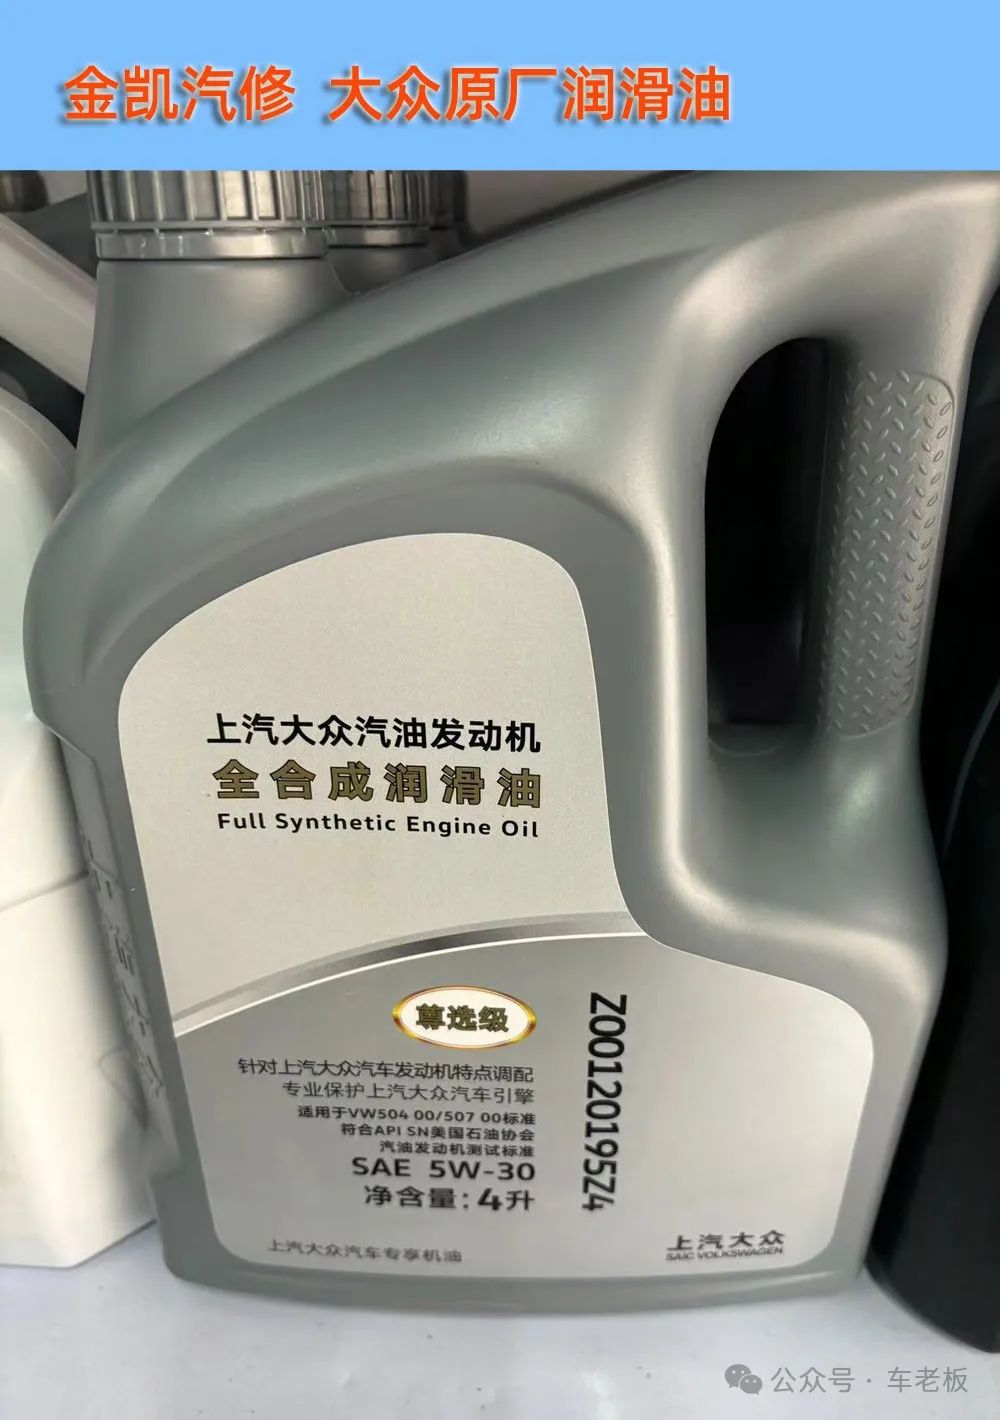 金凯汽修 大众原厂润滑油
上汽大众汽油发动机
全合成润滑油
Full Synthetic Engine Oil
尊选级
针对上汽大众汽车发动机特点调配
专业保护上汽大众汽车引擎
适用于VW504 00/507 00标准
符合API SN美国石油协会
汽油发动机测试标准
SAE 5W-30
净含量:4升
Z00120195Z4
上汽大众汽车专享机油
上汽大众
SAIC VOLKSWAGEN
公众号·车老板